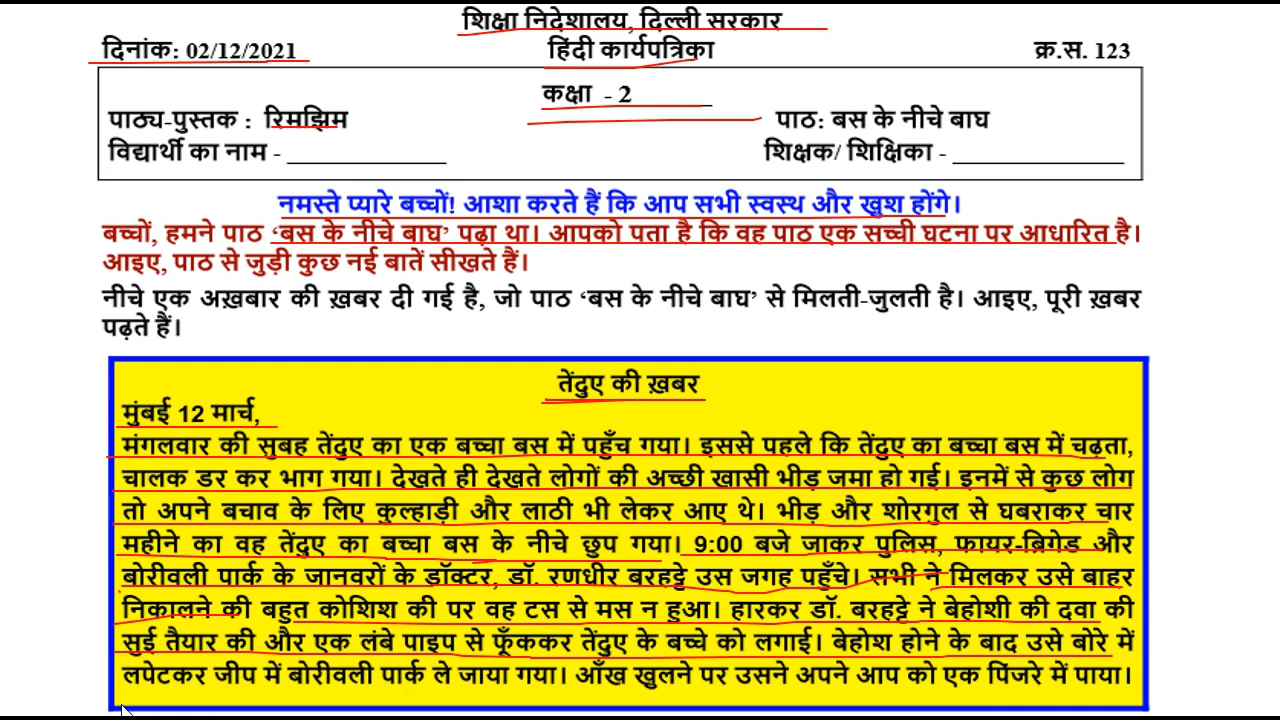 शिक्षा निदेशालय, दिल्ली सरकार
दिनांक: 02/12/2021 हिंदी कार्यपत्रिका क्र.स. 123
कक्षा - 2
पाठ्य-पुस्तक : रिमझिम पाठ: बस के नीचे बाघ
विद्यार्थी का नाम - ____________ शिक्षक/ शिक्षिका - ____________
नमस्ते प्यारे बच्चों! आशा करते हैं कि आप सभी स्वस्थ और खुश होंगे।
बच्चों, हमने पाठ ‘बस के नीचे बाघ’ पढ़ा था। आपको पता है कि वह पाठ एक सच्ची घटना पर आधारित है।
आइए, पाठ से जुड़ी कुछ नई बातें सीखते हैं।
नीचे एक अख़बार की ख़बर दी गई है, जो पाठ ‘बस के नीचे बाघ’ से मिलती-जुलती है। आइए, पूरी ख़बर
पढ़ते हैं।
तेंदुए की ख़बर
मुंबई 12 मार्च,
मंगलवार की सुबह तेंदुए का एक बच्चा बस में पहुँच गया। इससे पहले कि तेंदुए का बच्चा बस में चढ़ता,
चालक डर कर भाग गया। देखते ही देखते लोगों की अच्छी खासी भीड़ जमा हो गई। इनमें से कुछ लोग
तो अपने बचाव के लिए कुल्हाड़ी और लाठी भी लेकर आए थे। भीड़ और शोरगुल से घबराकर चार
महीने का वह तेंदुए का बच्चा बस के नीचे छुप गया। 9:00 बजे जाकर पुलिस, फायर-ब्रिगेड और
बोरीवली पार्क के जानवरों के डॉक्टर, डॉ. रणधीर बरहट्टे उस जगह पहुँचे। सभी ने मिलकर उसे बाहर
निकालने की बहुत कोशिश की पर वह टस से मस न हुआ। हारकर डॉ. बरहट्टे ने बेहोशी की दवा की
सुई तैयार की और एक लंबे पाइप से फूँककर तेंदुए के बच्चे को लगाई। बेहोश होने के बाद उसे बोरे में
लपेटकर जीप में बोरीवली पार्क ले जाया गया। आँख खुलने पर उसने अपने आप को एक पिंजरे में पाया।